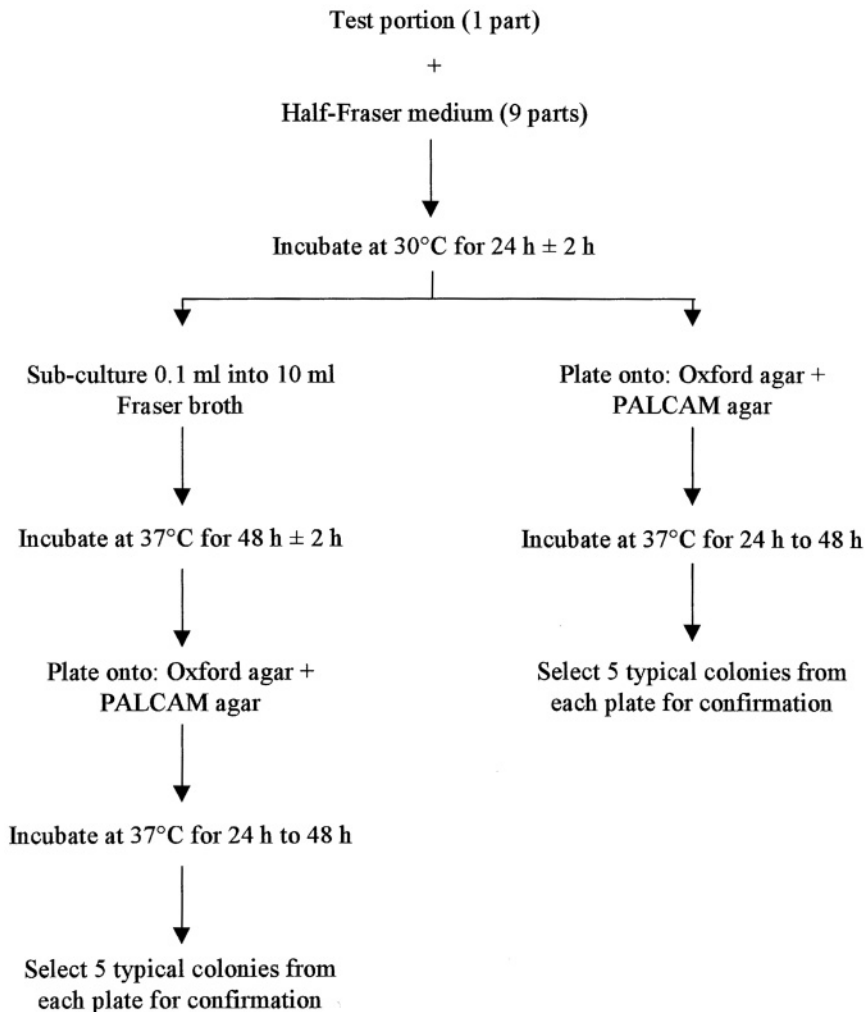 Test portion (1 part)
+
Half-Fraser medium (9 parts)
Incubate at 30°C for 24 h ± 2 h
Sub-culture 0.1 ml into 10 ml
Fraser broth
Incubate at 37°C for 48 h ± 2 h
Plate onto: Oxford agar +
PALCAM agar
Incubate at 37°C for 24 h to 48 h
Select 5 typical colonies from
each plate for confirmation
Plate onto: Oxford agar +
PALCAM agar
Incubate at 37°C for 24 h to 48 h
Select 5 typical colonies from
each plate for confirmation